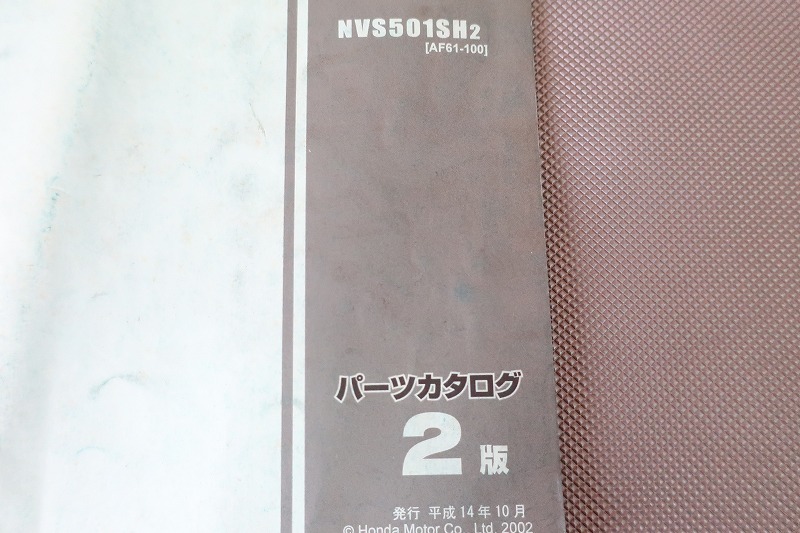 NVS501SH2
[AF61-100]
パーツカタログ
2版
発行 平成14年10月
© Honda Motor Co., Ltd. 2002